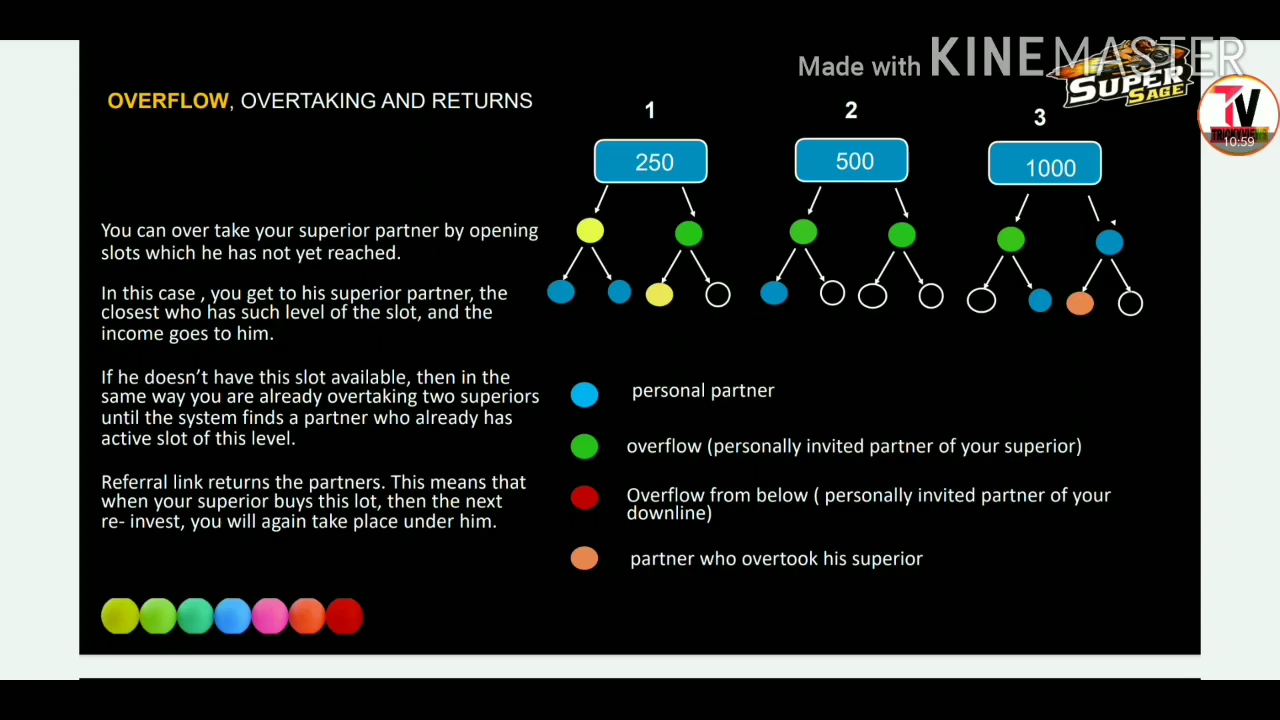 Made with KINEMASTER
SUPER
SAGE
TV
TRICKYVIEWS
10:59
OVERFLOW, OVERTAKING AND RETURNS
1
2
3
250
500
1000
You can over take your superior partner by opening
slots which he has not yet reached.
In this case , you get to his superior partner, the
closest who has such level of the slot, and the
income goes to him.
If he doesn't have this slot available, then in the
same way you are already overtaking two superiors
until the system finds a partner who already has
active slot of this level.
Referral link returns the partners. This means that
when your superior buys this lot, then the next
re- invest, you will again take place under him.
personal partner
overflow (personally invited partner of your superior)
Overflow from below ( personally invited partner of your
downline)
partner who overtook his superior